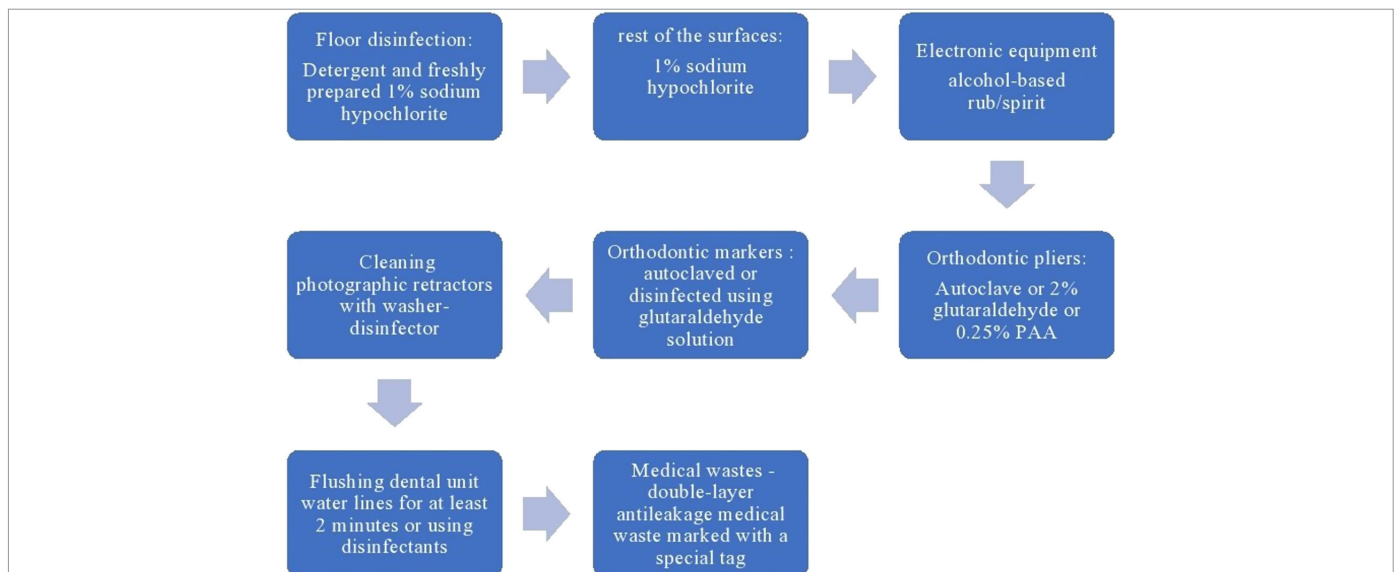 Floor disinfection:
Detergent and freshly
prepared 1% sodium
hypochlorite
rest of the surfaces:
1% sodium
hypochlorite
Electronic equipment
alcohol-based
rub/spirit
Orthodontic pliers:
Autoclave or 2%
glutaraldehyde or
0.25% PAA
Orthodontic markers :
autoclaved or
disinfected using
glutaraldehyde
solution
Cleaning
photographic retractors
with washer-
disinfector
Flushing dental unit
water lines for at least
2 minutes or using
disinfectants
Medical wastes -
double-layer
antileakage medical
waste marked with a
special tag